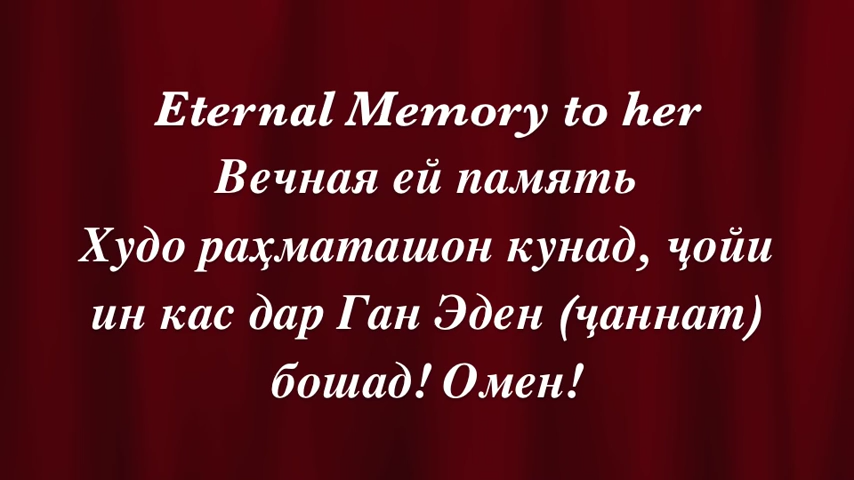 Eternal Memory to her
Вечная ей память
Худо раҳматашон кунад, ҷойи
ин кас дар Ган Эден (ҷаннат)
бошад! Омен!